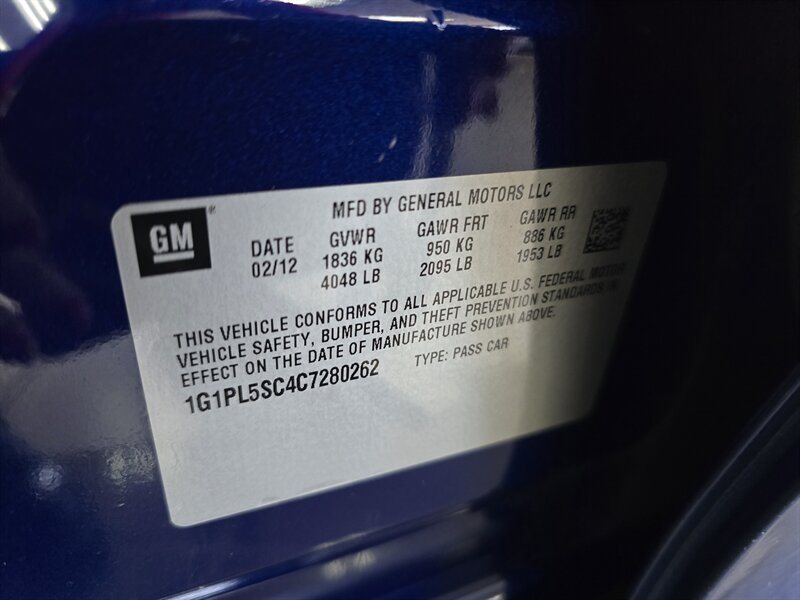 GM
MFD BY GENERAL MOTORS LLC
DATE GVWR GAWR FRT GAWR RR
02/12 1836 KG 950 KG 886 KG
4048 LB 2095 LB 1953 LB
THIS VEHICLE CONFORMS TO ALL APPLICABLE U.S. FEDERAL MOTOR
VEHICLE SAFETY, BUMPER, AND THEFT PREVENTION STANDARDS IN
EFFECT ON THE DATE OF MANUFACTURE SHOWN ABOVE.
1G1PL5SC4C7280262 TYPE: PASS CAR